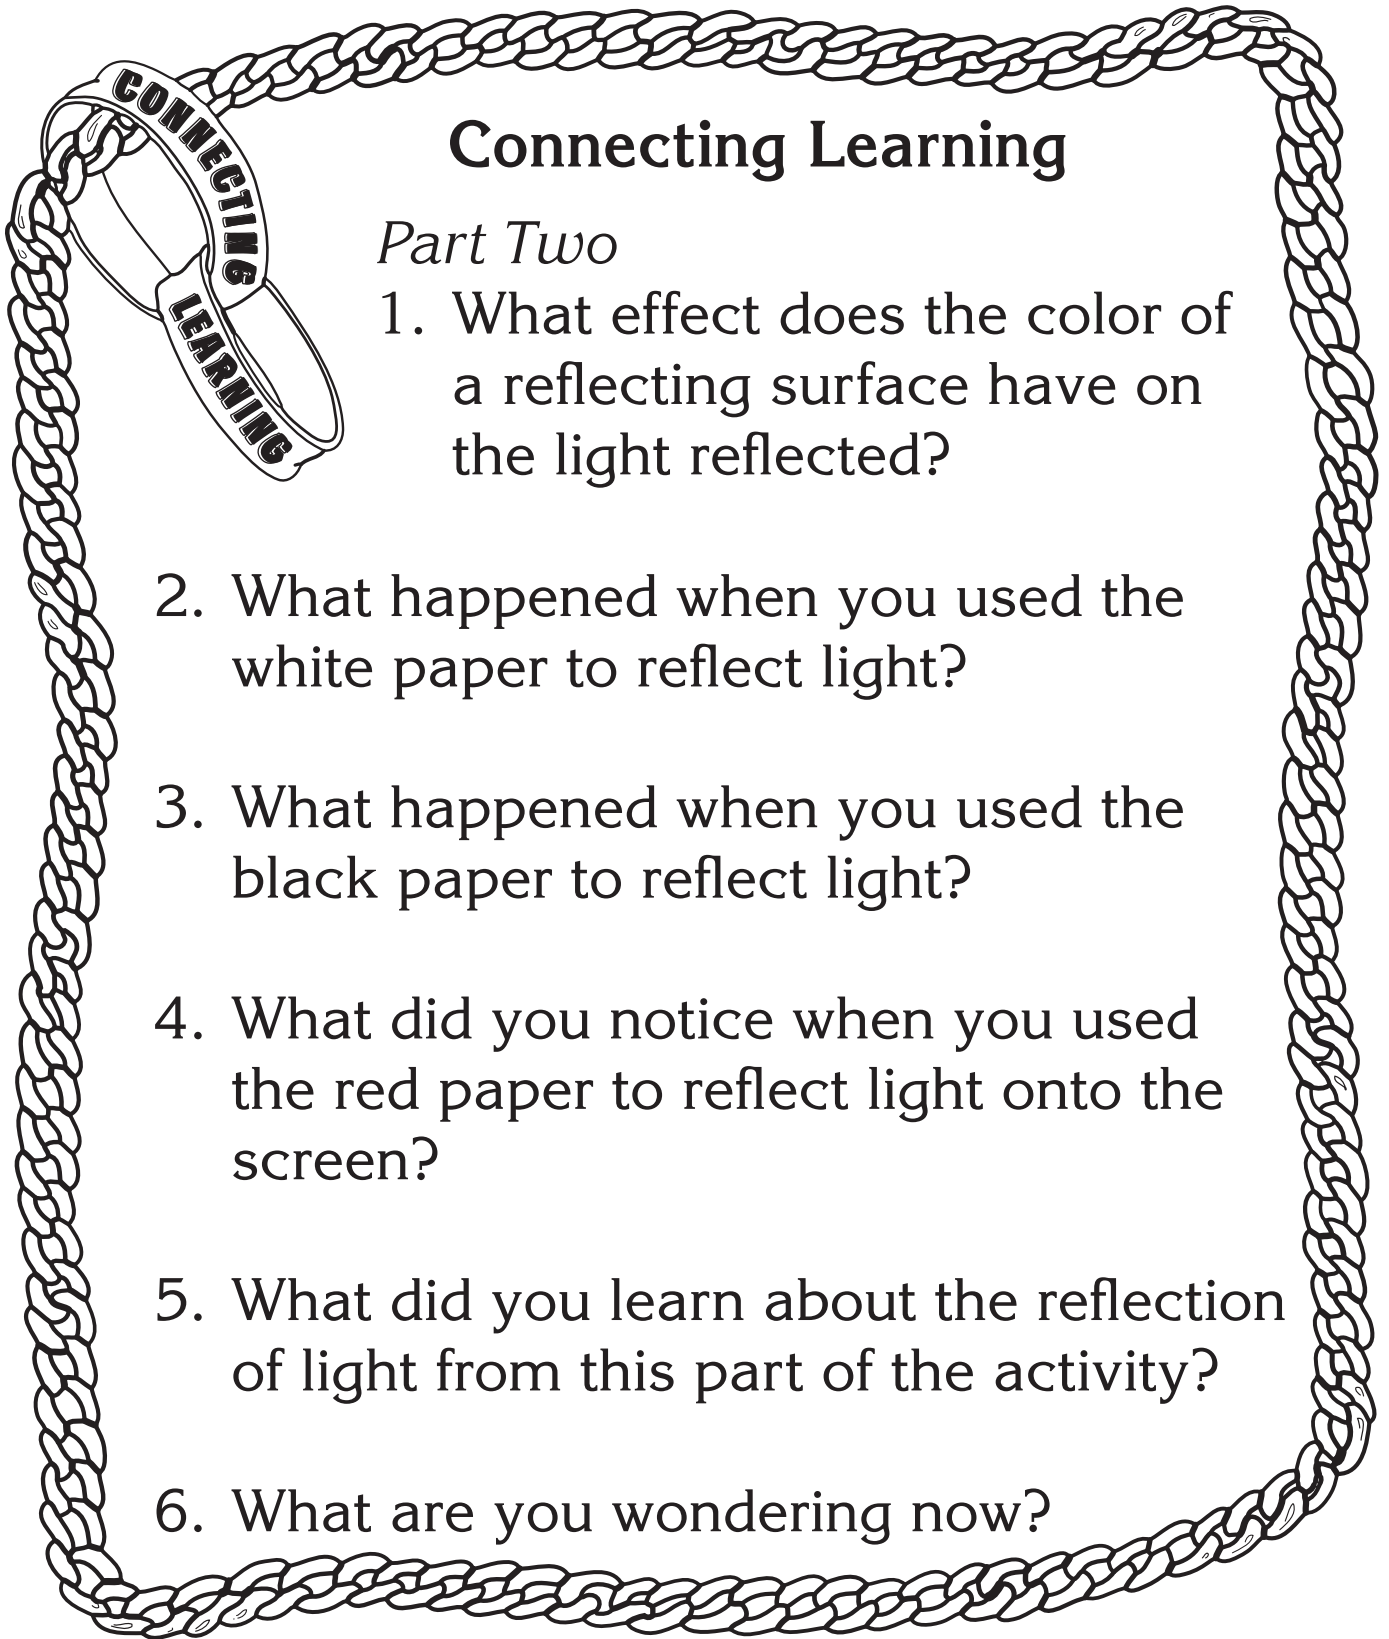 CONNECTING
LEARNING
Connecting Learning
Part Two
1. What effect does the color of
a reflecting surface have on
the light reflected?
2. What happened when you used the
white paper to reflect light?
3. What happened when you used the
black paper to reflect light?
4. What did you notice when you used
the red paper to reflect light onto the
screen?
5. What did you learn about the reflection
of light from this part of the activity?
6. What are you wondering now?